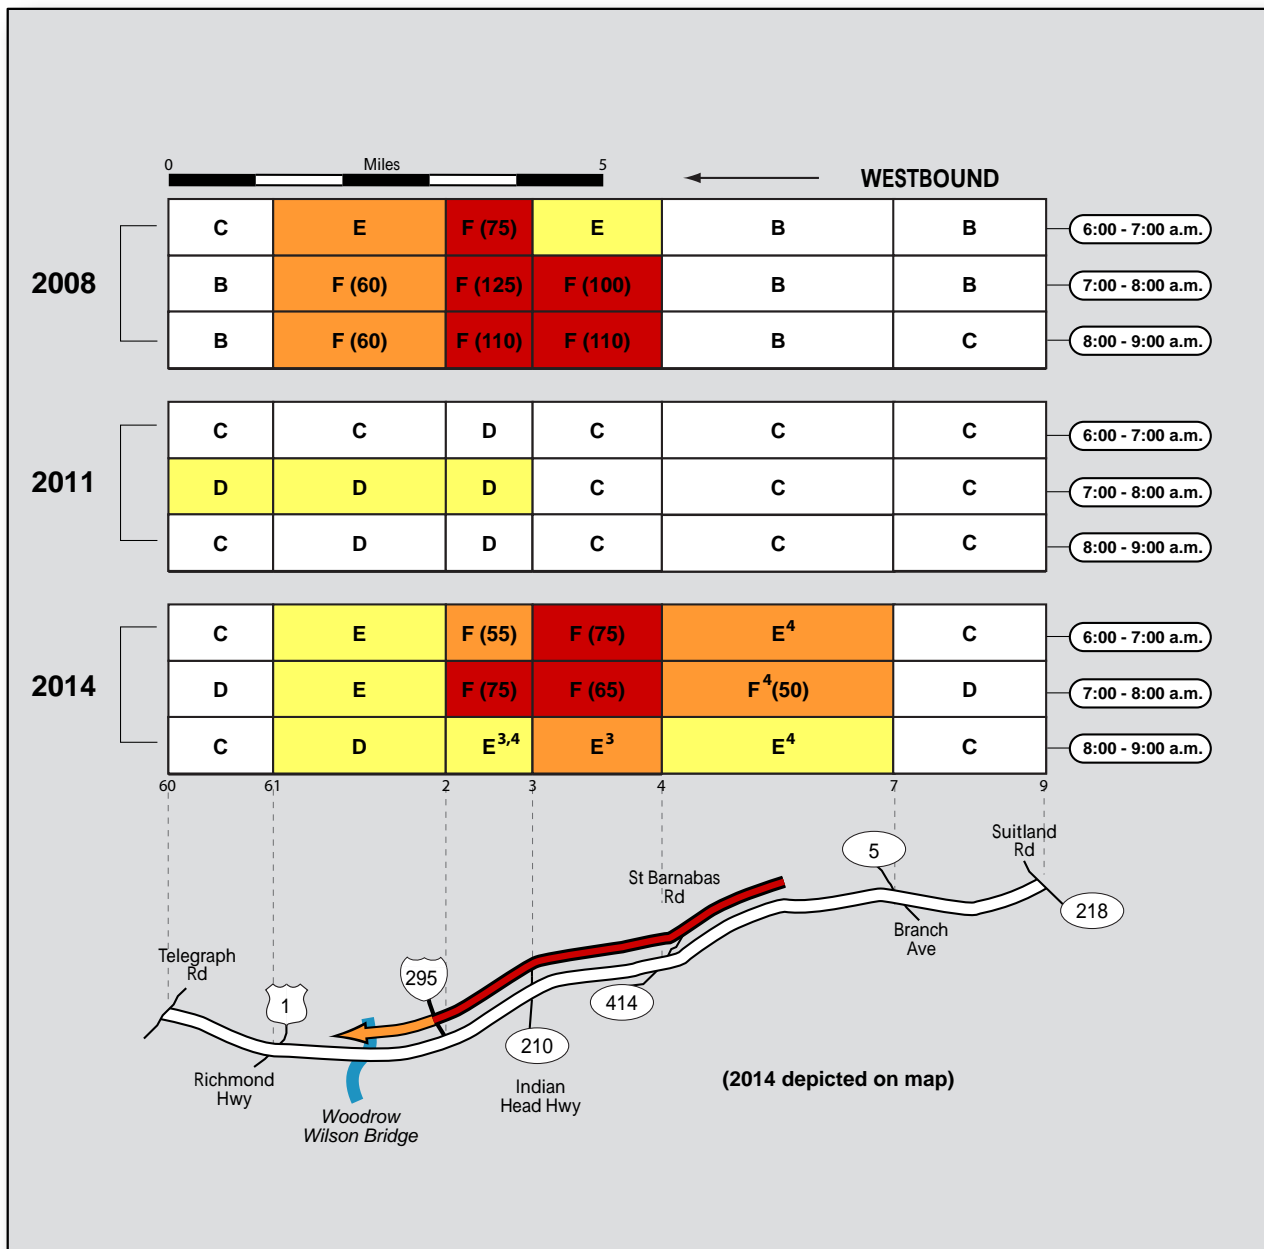 0 Miles 5
WESTBOUND
2008
C E F (75) E B B 6:00 - 7:00 a.m.
B F (60) F (125) F (100) B B 7:00 - 8:00 a.m.
B F (60) F (110) F (110) B C 8:00 - 9:00 a.m.
2011
C C D C C C 6:00 - 7:00 a.m.
D D D C C C 7:00 - 8:00 a.m.
C D D C C C 8:00 - 9:00 a.m.
2014
C E F (55) F (75) E⁴ C 6:00 - 7:00 a.m.
D E F (75) F (65) F⁴(50) D 7:00 - 8:00 a.m.
C D E³,⁴ E³ E⁴ C 8:00 - 9:00 a.m.
60 61 2 3 4 7 9
Suitland
Rd
5
St Barnabas
Rd
218
Branch
Ave
Telegraph
Rd
295
1
414
210
Richmond
Hwy
(2014 depicted on map)
Indian
Head Hwy
Woodrow
Wilson Bridge